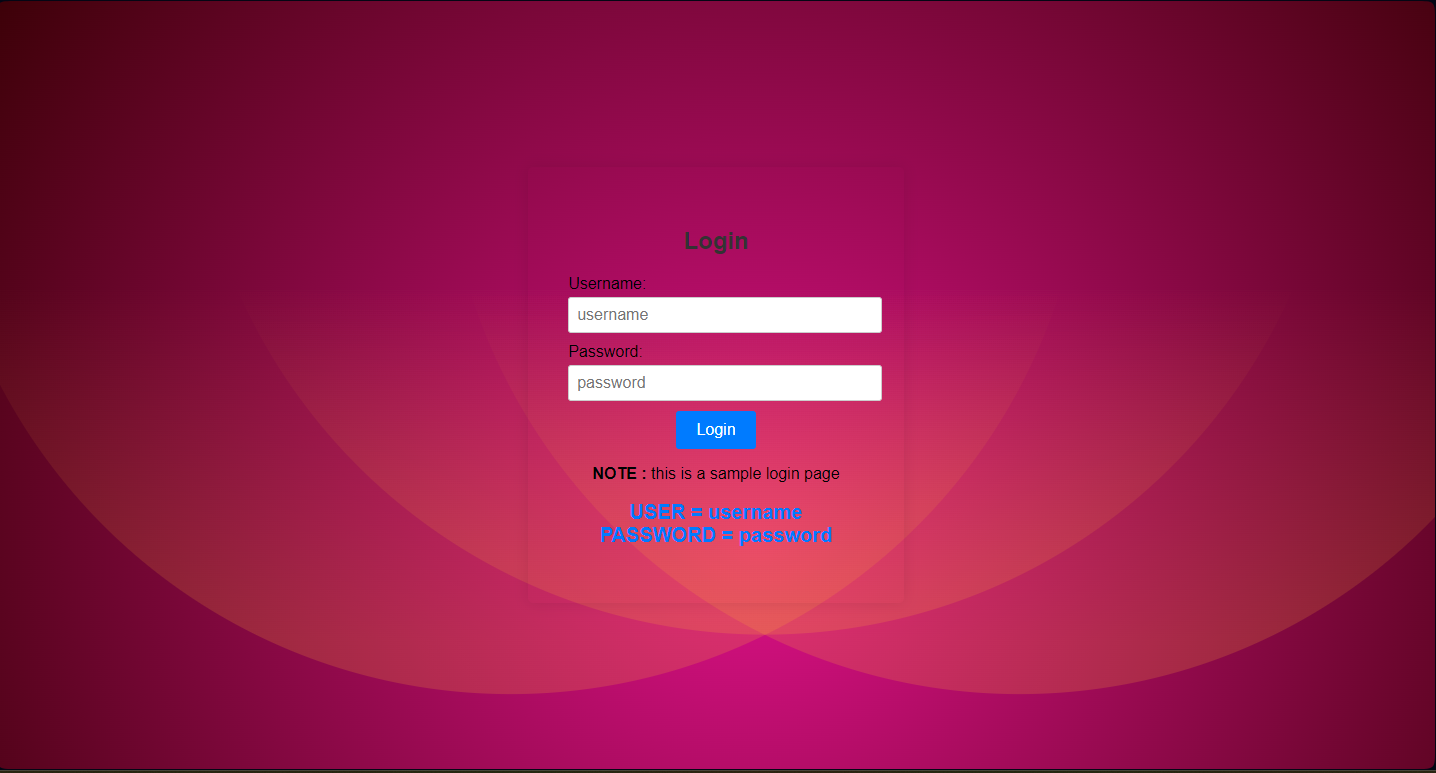 Login
Username:
username
Password:
password
Login
NOTE : this is a sample login page
USER = username
PASSWORD = password